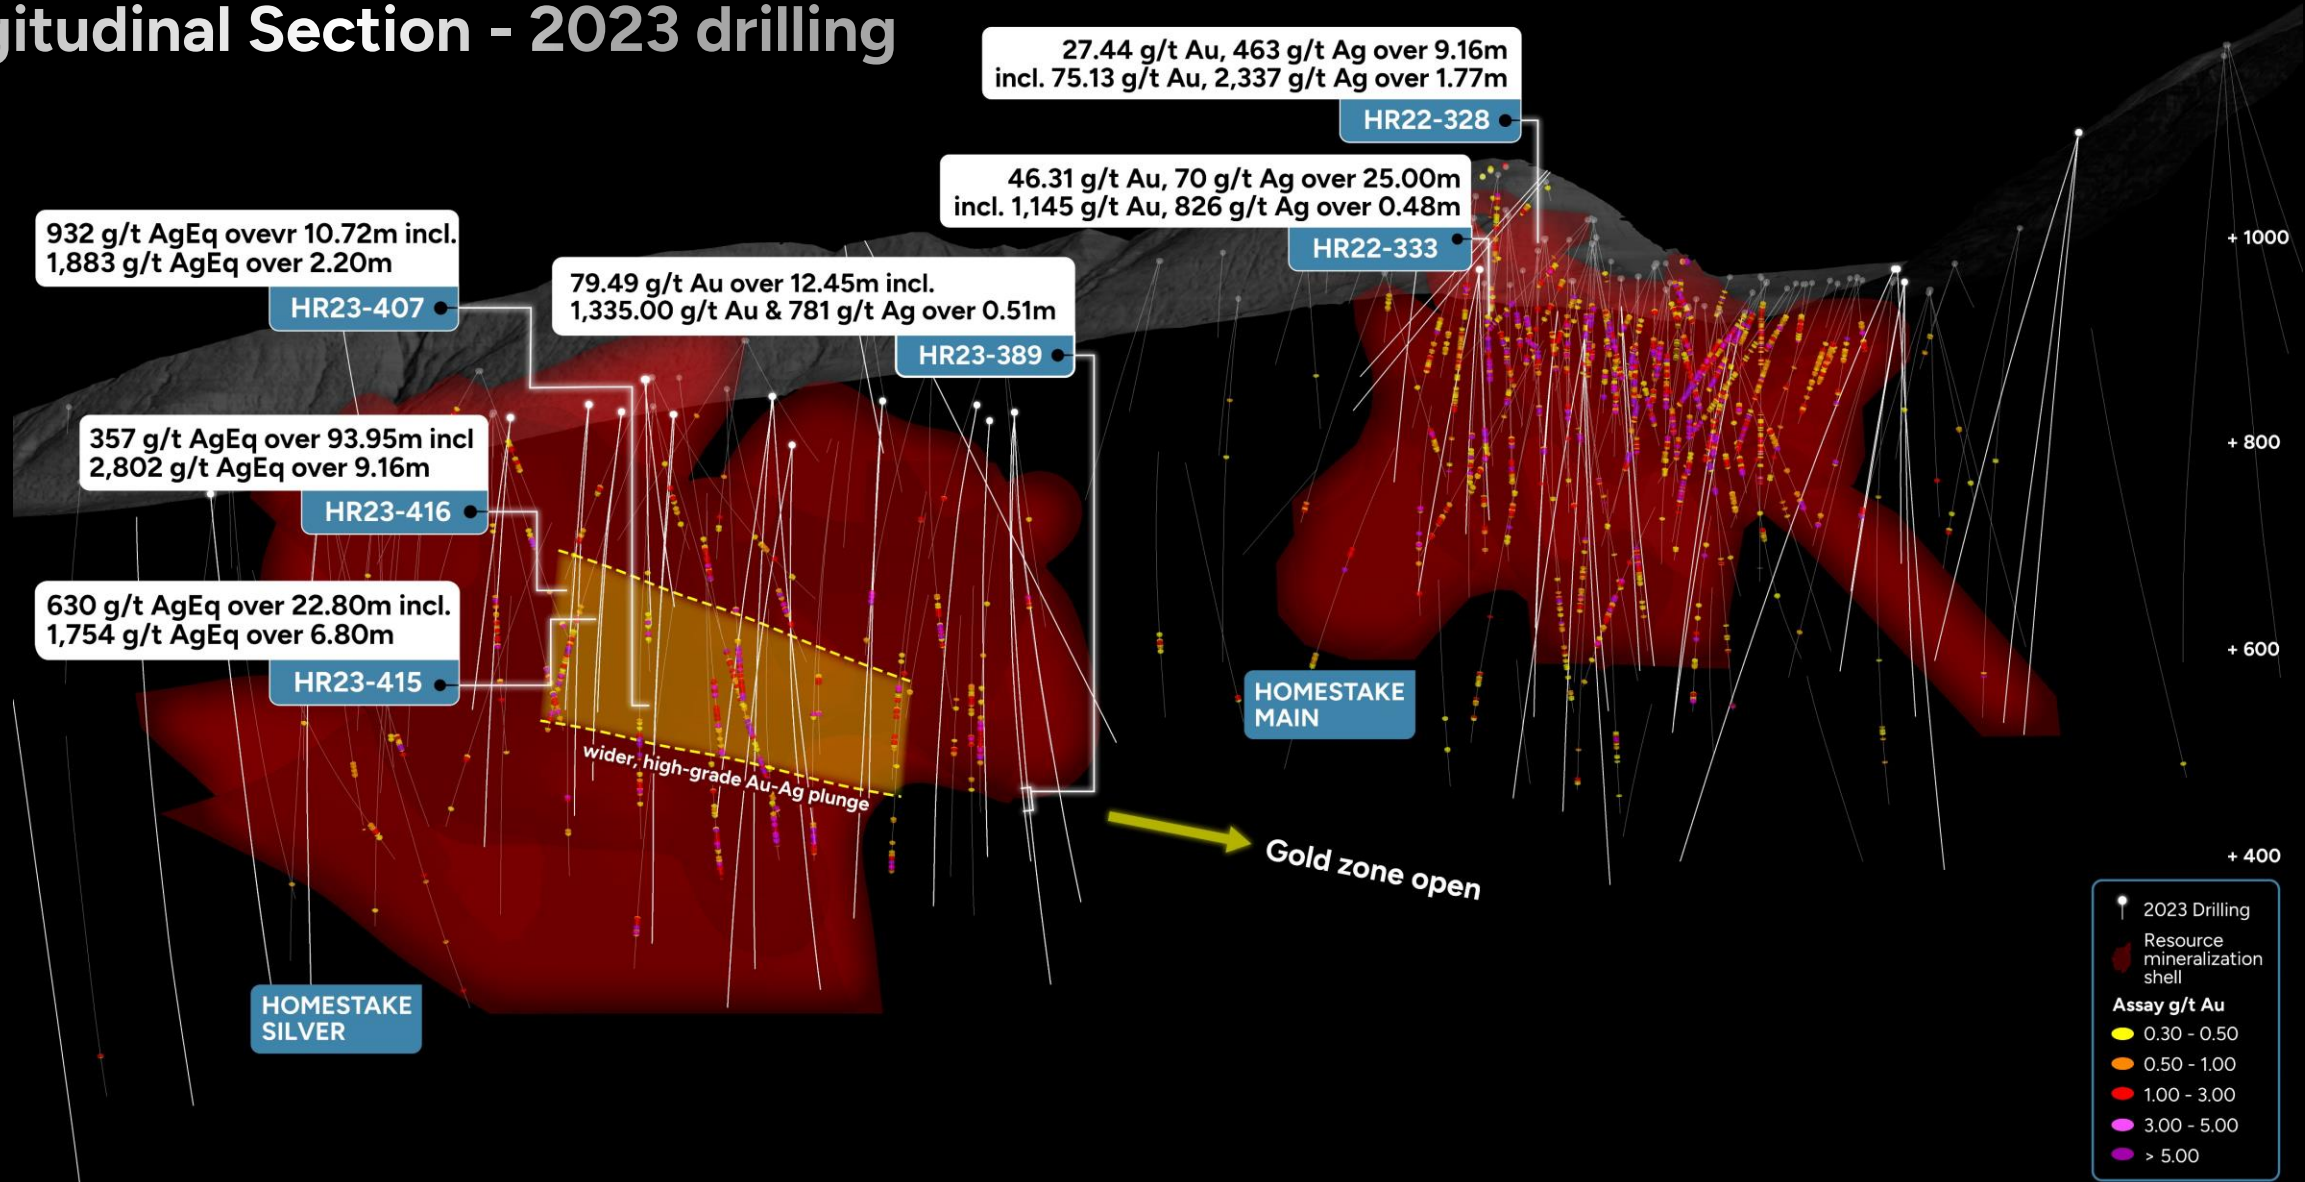 gitudinal Section - 2023 drilling
27.44 g/t Au, 463 g/t Ag over 9.16m
incl. 75.13 g/t Au, 2,337 g/t Ag over 1.77m
HR22-328
46.31 g/t Au, 70 g/t Ag over 25.00m
incl. 1,145 g/t Au, 826 g/t Ag over 0.48m
HR22-333
932 g/t AgEq ovevr 10.72m incl.
1,883 g/t AgEq over 2.20m
HR23-407
79.49 g/t Au over 12.45m incl.
1,335.00 g/t Au & 781 g/t Ag over 0.51m
HR23-389
357 g/t AgEq over 93.95m incl
2,802 g/t AgEq over 9.16m
HR23-416
630 g/t AgEq over 22.80m incl.
1,754 g/t AgEq over 6.80m
HR23-415
wider, high-grade Au-Ag plunge
HOMESTAKE
MAIN
Gold zone open
HOMESTAKE
SILVER
+ 1000
+ 800
+ 600
+ 400
2023 Drilling
Resource
mineralization
shell
Assay g/t Au
0.30 - 0.50
0.50 - 1.00
1.00 - 3.00
3.00 - 5.00
> 5.00